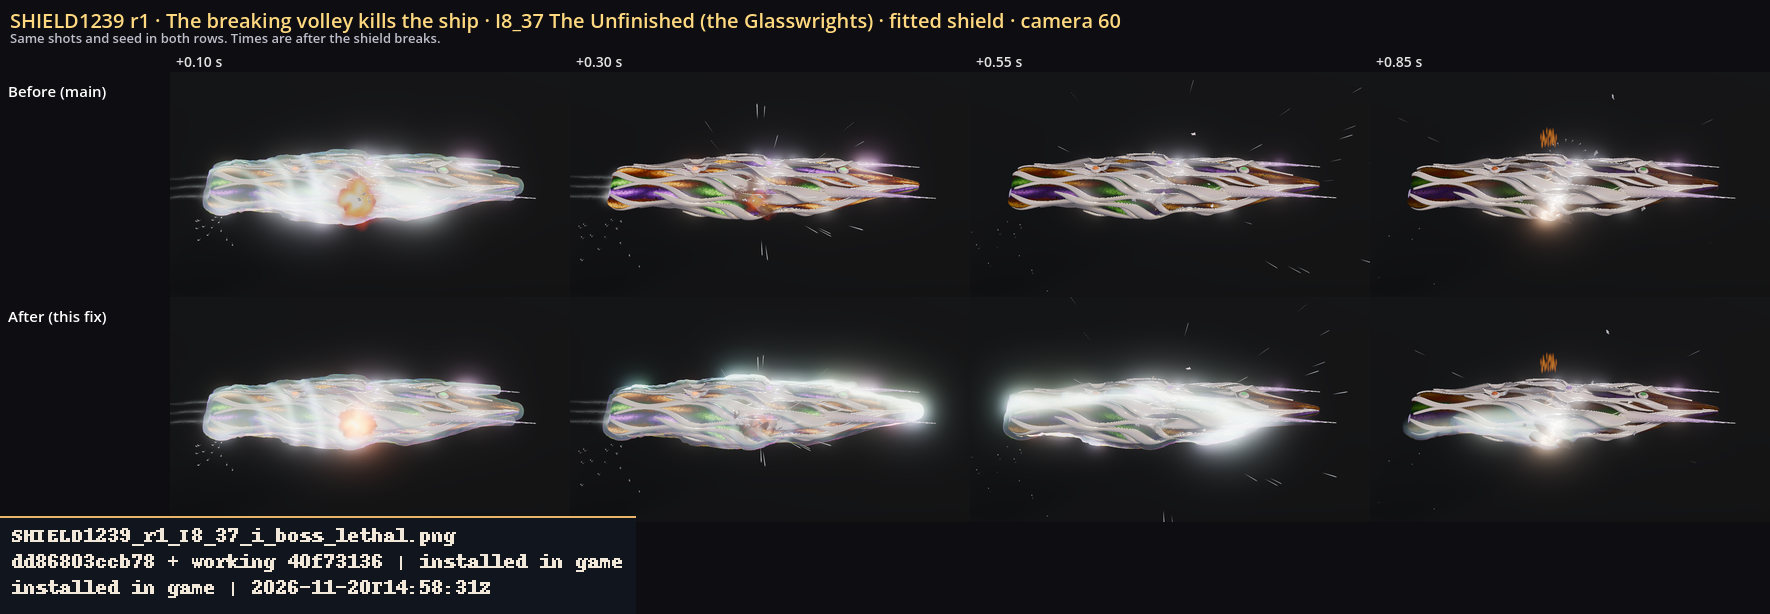 SHIELD1239 r1 · The breaking volley kills the ship · I8_37 The Unfinished (the Glasswrights) · fitted shield · camera 60
Same shots and seed in both rows. Times are after the shield breaks.
+0.10 s +0.30 s +0.55 s +0.85 s
Before (main)
After (this fix)
SHIELD1239_r1_I8_37_i_boss_lethal.png
dd86803ccb78 + working 40f73136 | installed in game
installed in game | 2026-11-20T14:58:31Z